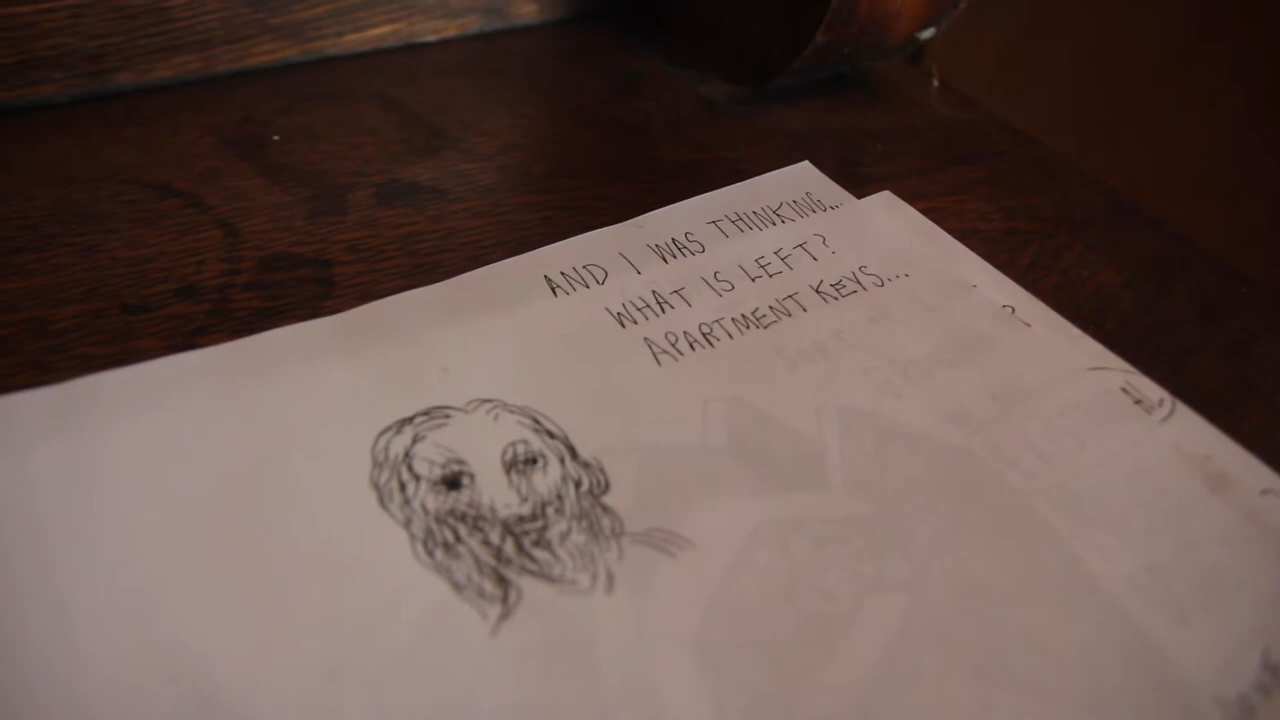 AND I WAS THINKING...
WHAT IS LEFT?
APARTMENT KEYS...
?